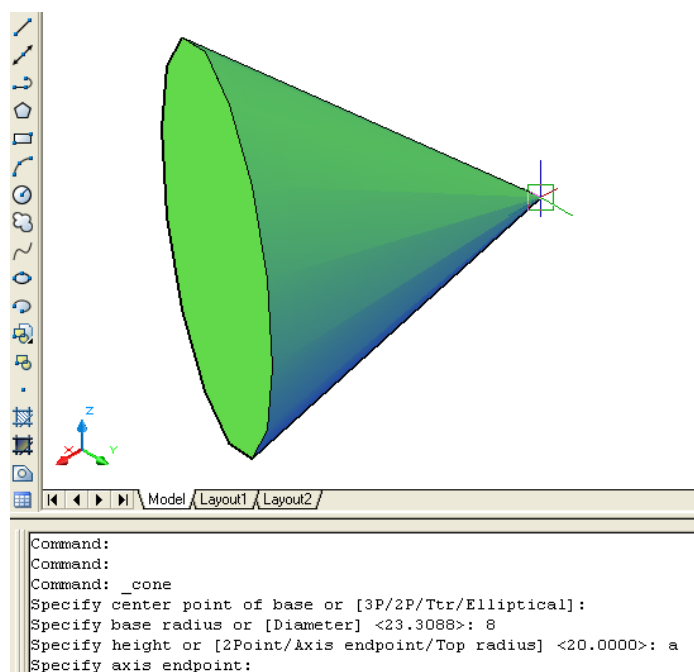 Z
X Y
Model Layout1 Layout2
Command:
Command:
Command: _cone
Specify center point of base or [3P/2P/Ttr/Elliptical]:
Specify base radius or [Diameter] <23.3088>: 8
Specify height or [2Point/Axis endpoint/Top radius] <20.0000>: a
Specify axis endpoint: